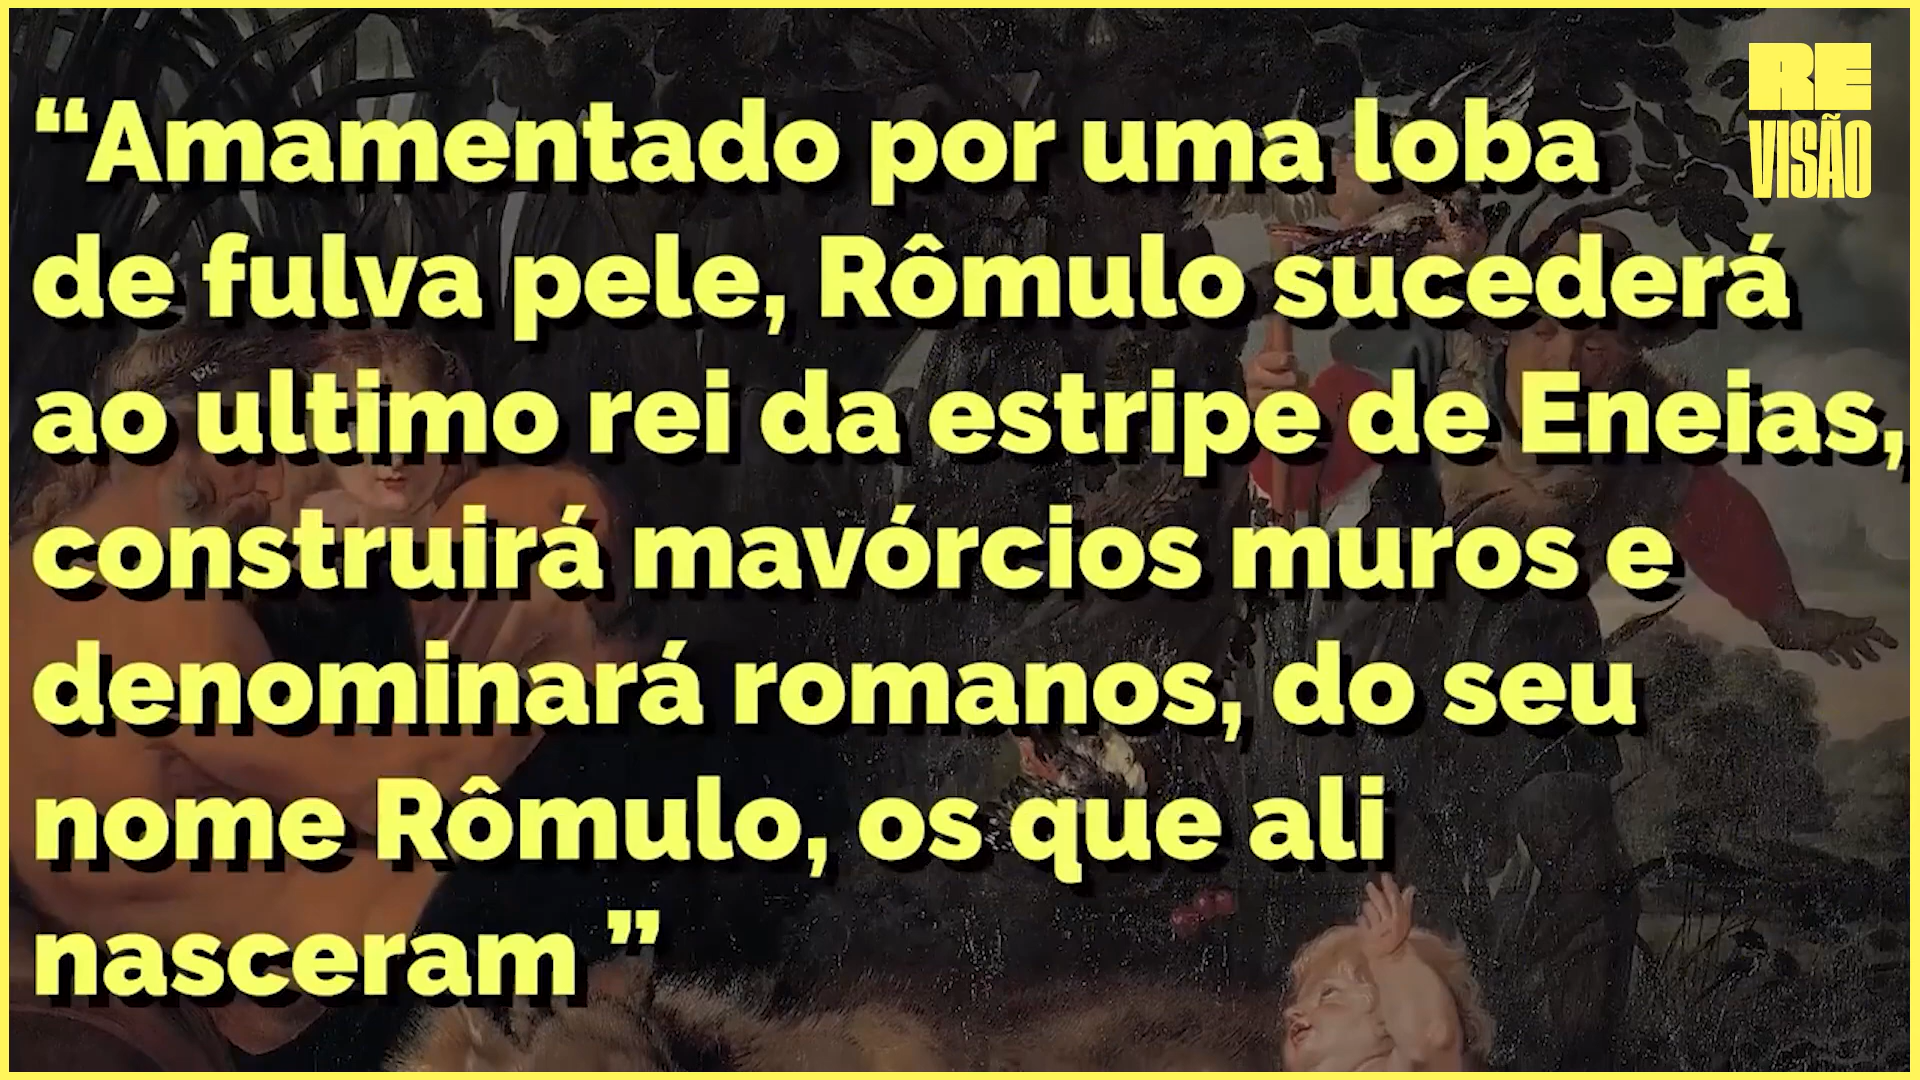 RE
VISÃO
“Amamentado por uma loba
de fulva pele, Rômulo sucederá
ao ultimo rei da estripe de Eneias,
construirá mavórcios muros e
denominará romanos, do seu
nome Rômulo, os que ali
nasceram ”